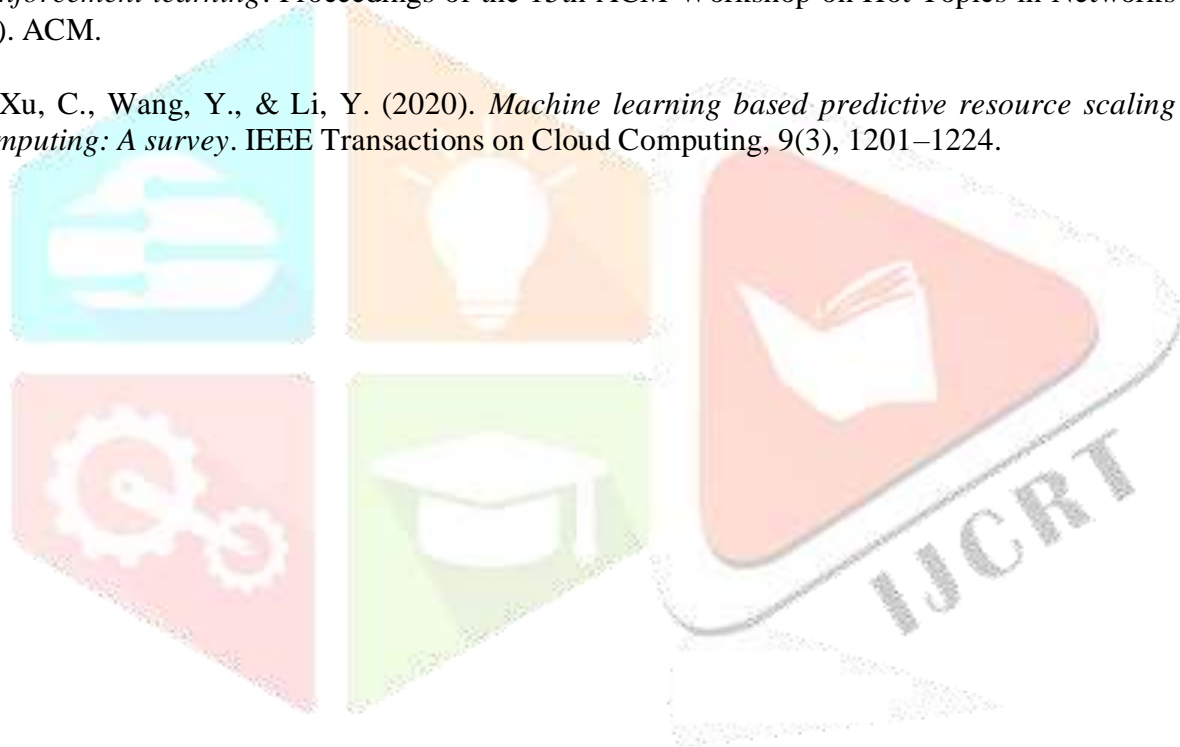 nforcement learning. Proceedings of the 15th ACM Workshop on Hot Topics in Networks
). ACM.
Xu, C., Wang, Y., & Li, Y. (2020). Machine learning based predictive resource scaling
mputing: A survey. IEEE Transactions on Cloud Computing, 9(3), 1201–1224.
IJCRT